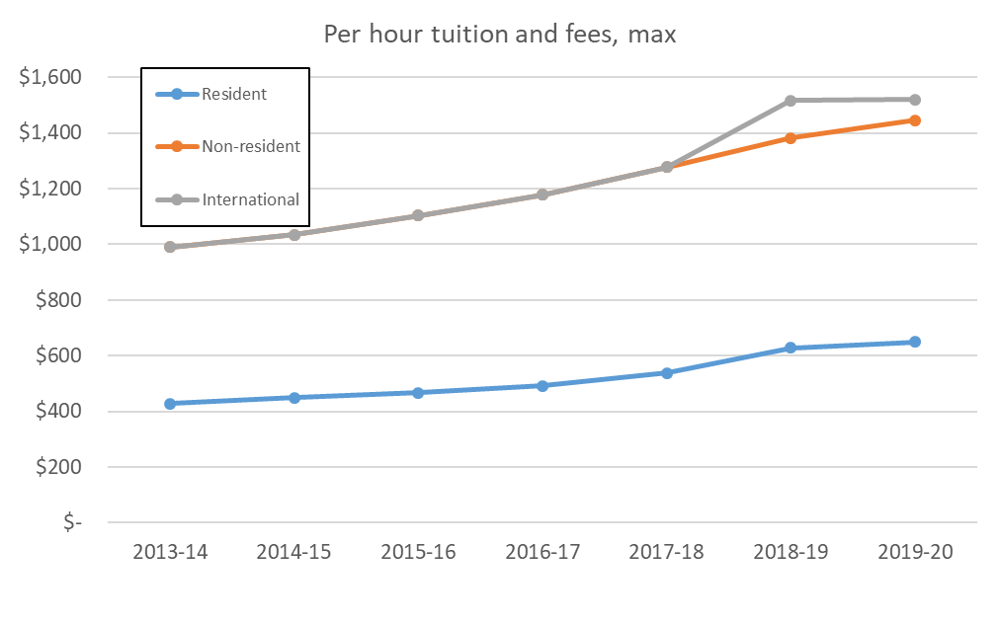 Per hour tuition and fees, max
$1,600
$1,400
$1,200
$1,000
$800
$600
$400
$200
$-
Resident
Non-resident
International
2013-14 2014-15 2015-16 2016-17 2017-18 2018-19 2019-20